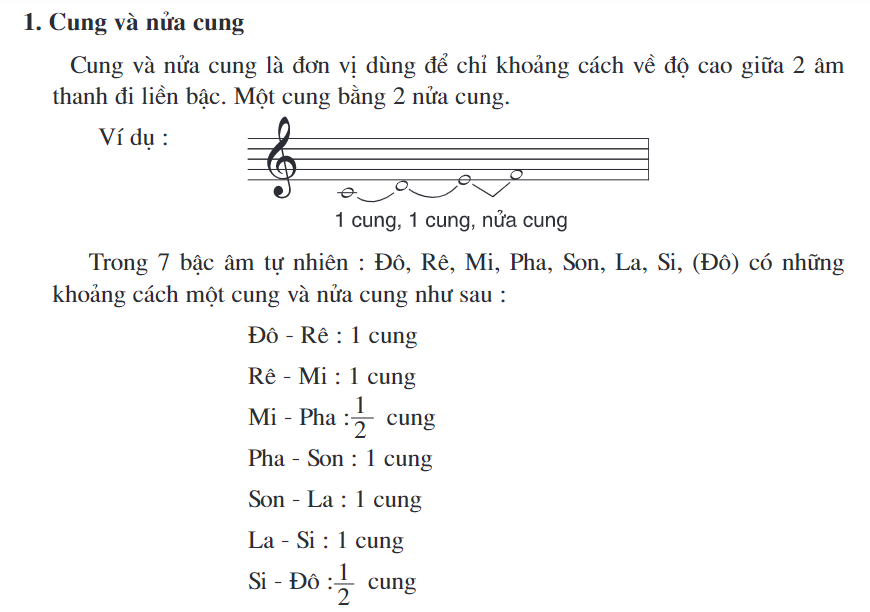 1. Cung và nửa cung
Cung và nửa cung là đơn vị dùng để chỉ khoảng cách về độ cao giữa 2 âm
thanh đi liền bậc. Một cung bằng 2 nửa cung.
Ví dụ :
1 cung, 1 cung, nửa cung
Trong 7 bậc âm tự nhiên : Đô, Rê, Mi, Pha, Son, La, Si, (Đô) có những
khoảng cách một cung và nửa cung như sau :
Đô - Rê : 1 cung
Rê - Mi : 1 cung
Mi - Pha : 1/2 cung
Pha - Son : 1 cung
Son - La : 1 cung
La - Si : 1 cung
Si - Đô : 1/2 cung